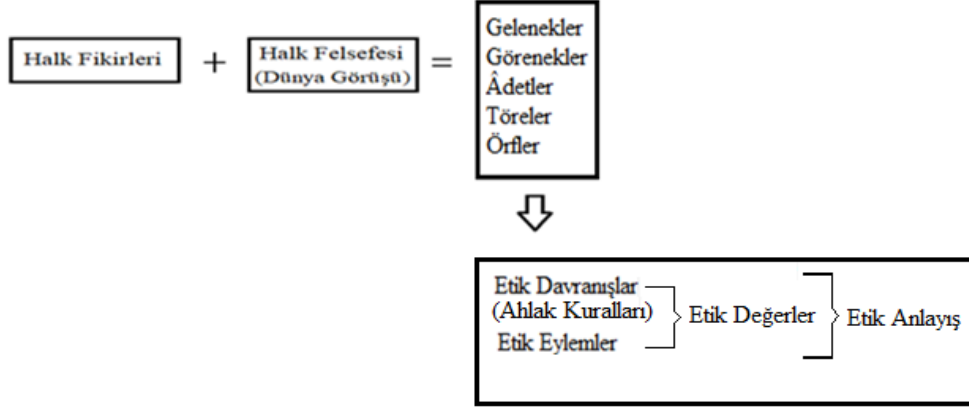 Halk Fikirleri + Halk Felsefesi =
(Dünya Görüşü)
Gelenekler
Görenekler
Âdetler
Töreler
Örfler
Etik Davranışlar
(Ahlak Kuralları)
Etik Eylemler
Etik Değerler
Etik Anlayış